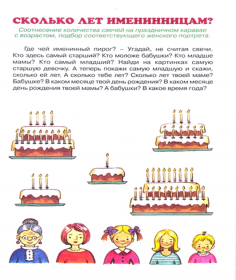 СКОЛЬКО ЛЕТ ИМЕНИННИЦАМ?
Соотнесение количества свечей на праздничном каравае
с возрастом, подбор соответствующего женского портрета.
Где чей именинный пирог? – Угадай, не считая свечи.
Кто здесь самый старший? Кто моложе бабушки? Кто младше
мамы? Кто самый младший? Найди на картинках самую
старшую девочку. А теперь покажи самую младшую и скажи,
сколько ей лет. А сколько тебе лет? Сколько лет твоей маме?
Бабушке? В каком месяце твой день рождения? В каком месяце
день рождения твоей мамы? А бабушки? В какое время года?